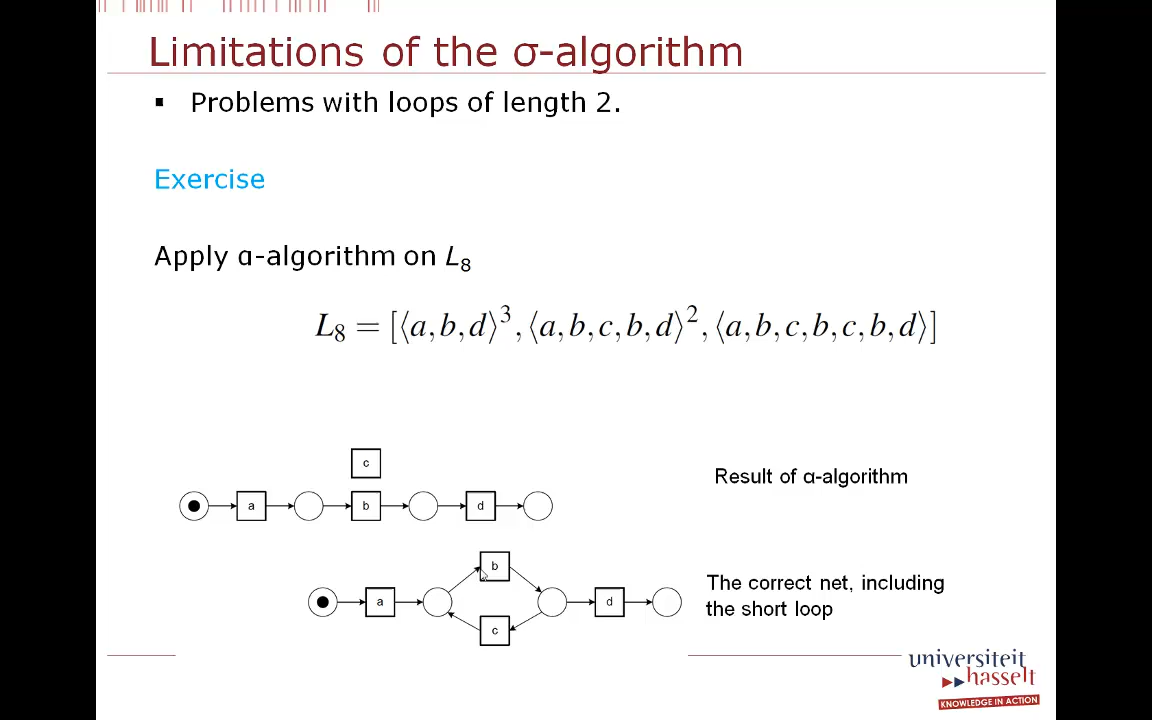 Limitations of the σ-algorithm
▪ Problems with loops of length 2.
Exercise
Apply α-algorithm on L₈
L₈ = [⟨a,b,d⟩³,⟨a,b,c,b,d⟩²,⟨a,b,c,b,c,b,d⟩]
c
Result of α-algorithm
a b d
b
The correct net, including
a d
the short loop
c
universiteit
hasselt
KNOWLEDGE IN ACTION